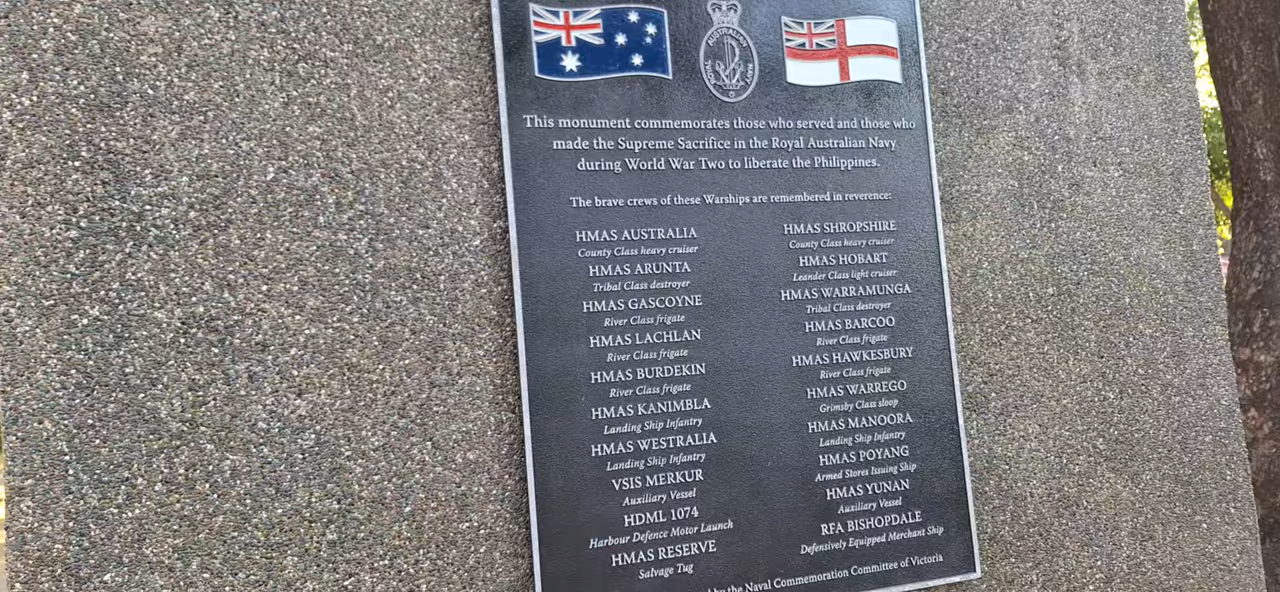 ROYAL AUSTRALIAN NAVY
This monument commemorates those who served and those who
made the Supreme Sacrifice in the Royal Australian Navy
during World War Two to liberate the Philippines.
The brave crews of these Warships are remembered in reverence:
HMAS AUSTRALIA
County Class heavy cruiser
HMAS ARUNTA
Tribal Class destroyer
HMAS GASCOYNE
River Class frigate
HMAS LACHLAN
River Class frigate
HMAS BURDEKIN
River Class frigate
HMAS KANIMBLA
Landing Ship Infantry
HMAS WESTRALIA
Landing Ship Infantry
VSIS MERKUR
Auxiliary Vessel
HDML 1074
Harbour Defence Motor Launch
HMAS RESERVE
Salvage Tug
HMAS SHROPSHIRE
County Class heavy cruiser
HMAS HOBART
Leander Class light cruiser
HMAS WARRAMUNGA
Tribal Class destroyer
HMAS BARCOO
River Class frigate
HMAS HAWKESBURY
River Class frigate
HMAS WARREGO
Grimsby Class sloop
HMAS MANOORA
Landing Ship Infantry
HMAS POYANG
Armed Stores Issuing Ship
HMAS YUNAN
Auxiliary Vessel
RFA BISHOPDALE
Defensively Equipped Merchant Ship
by the Naval Commemoration Committee of Victoria